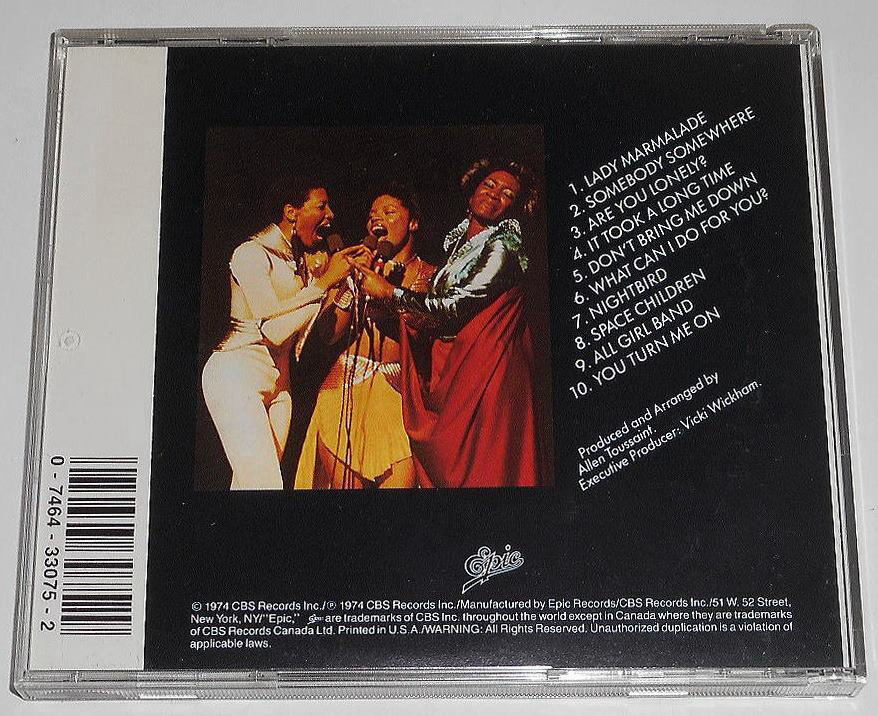 1. LADY MARMALADE
2. SOMEBODY SOMEWHERE
3. ARE YOU LONELY?
4. IT TOOK A LONG TIME
5. DON'T BRING ME DOWN
6. WHAT CAN I DO FOR YOU?
7. NIGHTBIRD
8. SPACE CHILDREN
9. ALL GIRL BAND
10. YOU TURN ME ON
Produced and Arranged by
Allen Toussaint.
Executive Producer: Vicki Wickham.
0 - 7464 - 33075 - 2
Epic
© 1974 CBS Records Inc./℗ 1974 CBS Records Inc./Manufactured by Epic Records/CBS Records Inc./51 W. 52 Street,
New York, NY/"Epic," Epic are trademarks of CBS Inc. throughout the world except in Canada where they are trademarks
of CBS Records Canada Ltd. Printed in U.S.A./WARNING: All Rights Reserved. Unauthorized duplication is a violation of
applicable laws.